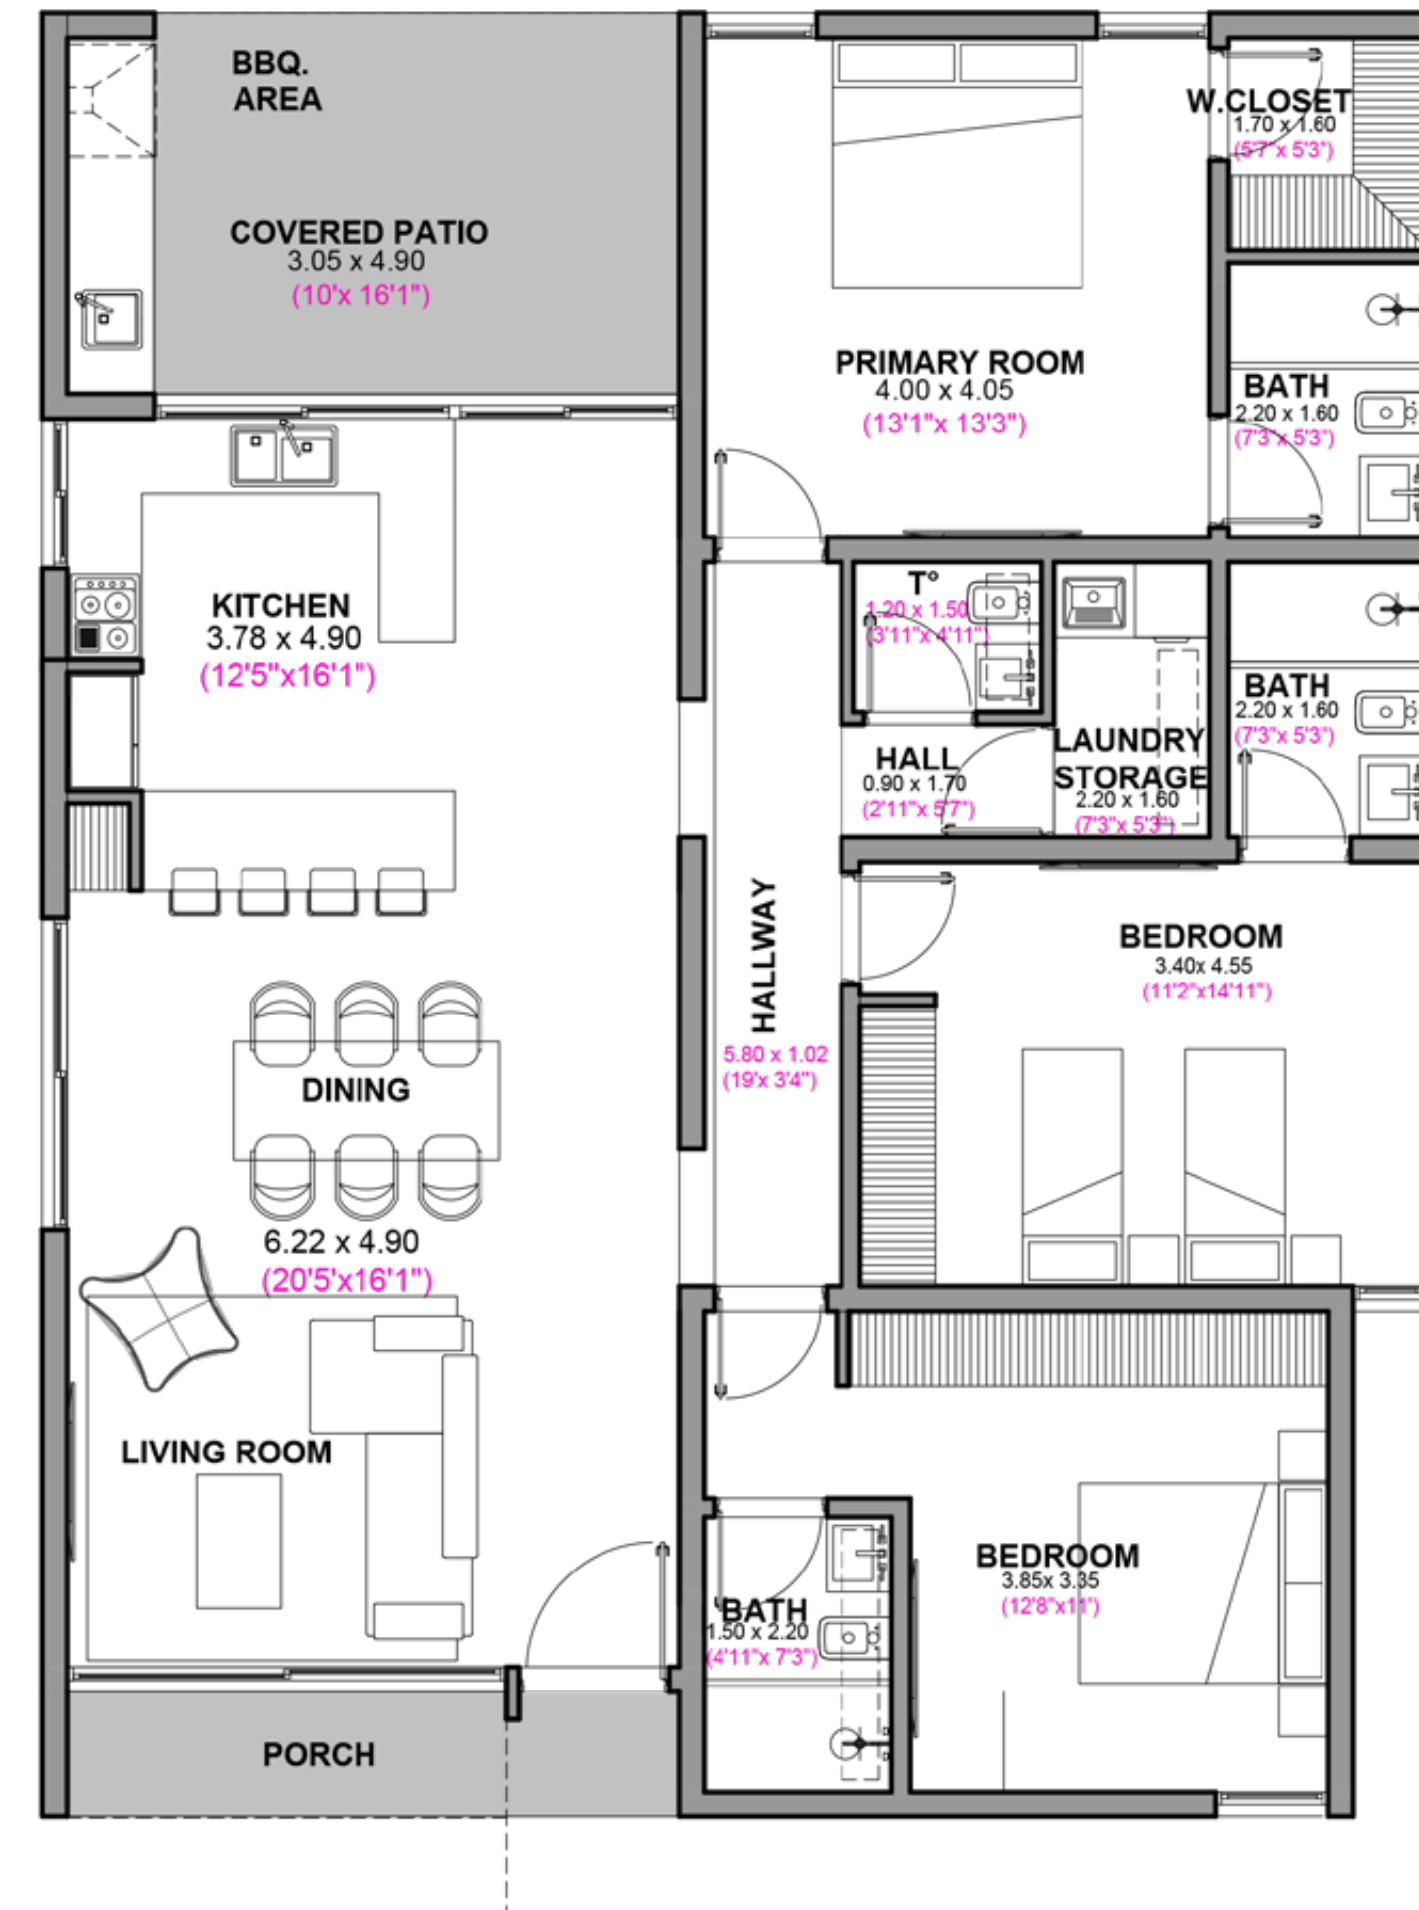 BBQ.
AREA
COVERED PATIO
3.05 x 4.90
(10'x 16'1")
PRIMARY ROOM
4.00 x 4.05
(13'1"x 13'3")
W.CLOSET
1.70 x 1.60
(5'7"x 5'3")
BATH
2.20 x 1.60
(7'3"x 5'3")
KITCHEN
3.78 x 4.90
(12'5"x16'1")
T°
1.20 x 1.50
(3'11"x 4'11")
HALL
0.90 x 1.70
(2'11"x 5'7")
LAUNDRY
STORAGE
2.20 x 1.60
(7'3"x 5'3")
BATH
2.20 x 1.60
(7'3"x 5'3")
HALLWAY
5.80 x 1.02
(19'x 3'4")
BEDROOM
3.40x 4.55
(11'2"x14'11")
DINING
6.22 x 4.90
(20'5'x16'1")
LIVING ROOM
BATH
1.50 x 2.20
(4'11"x 7'3")
BEDROOM
3.85x 3.35
(12'8"x11')
PORCH